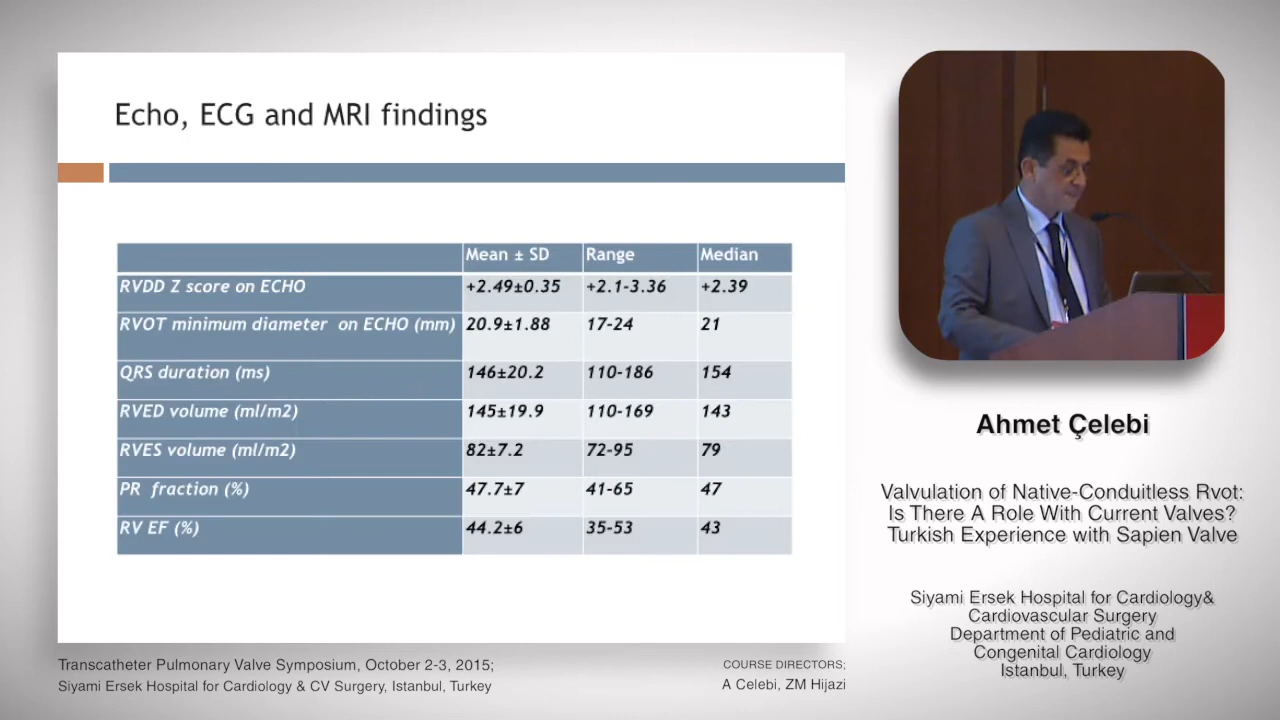 Echo, ECG and MRI findings
Mean ± SD Range Median
RVDD Z score on ECHO +2.49±0.35 +2.1-3.36 +2.39
RVOT minimum diameter on ECHO (mm) 20.9±1.88 17-24 21
QRS duration (ms) 146±20.2 110-186 154
RVED volume (ml/m2) 145±19.9 110-169 143
RVES volume (ml/m2) 82±7.2 72-95 79
PR fraction (%) 47.7±7 41-65 47
RV EF (%) 44.2±6 35-53 43
Ahmet Çelebi
Valvulation of Native-Conduitless Rvot:
Is There A Role With Current Valves?
Turkish Experience with Sapien Valve
Siyami Ersek Hospital for Cardiology&
Cardiovascular Surgery
Department of Pediatric and
Congenital Cardiology
Istanbul, Turkey
Transcatheter Pulmonary Valve Symposium, October 2-3, 2015;
Siyami Ersek Hospital for Cardiology & CV Surgery, Istanbul, Turkey
COURSE DIRECTORS;
A Celebi, ZM Hijazi